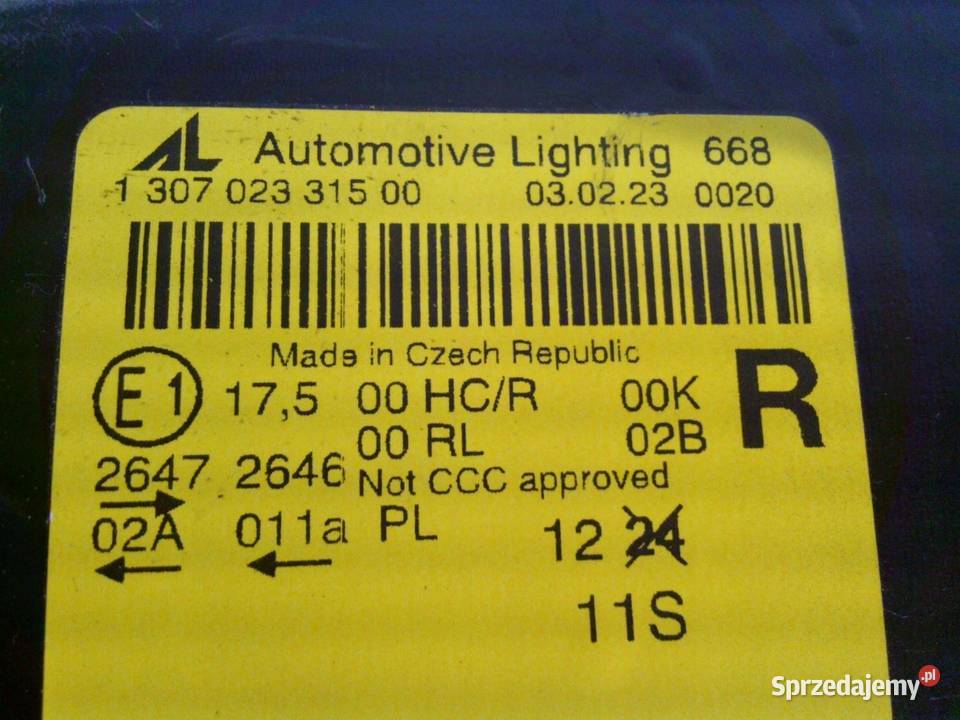 AL Automotive Lighting 668
1 307 023 315 00 03.02.23 0020
Made in Czech Republic
E1 17,5 00 HC/R 00K R
00 RL 02B
2647 2646 Not CCC approved
02A 011a PL 12 24
11S
Sprzedajemy.pl